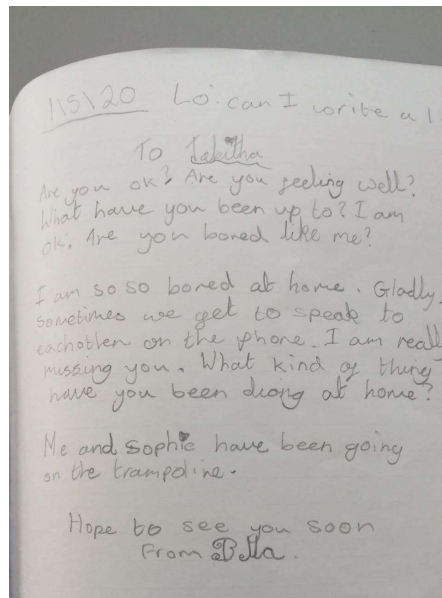 1\5\20 Lo: can I write a l
To Tabitha
Are you ok? Are you feeling well?
What have you been up to? I am
ok. Are you bored like me?
I am so so bored at home. Gladly,
sometimes we get to speak to
eachother on the phone. I am reall
missing you. What kind of thing
have you been diong at home?
Me and Sophie have been going
on the trampoline.
Hope to see you soon
From Bella.